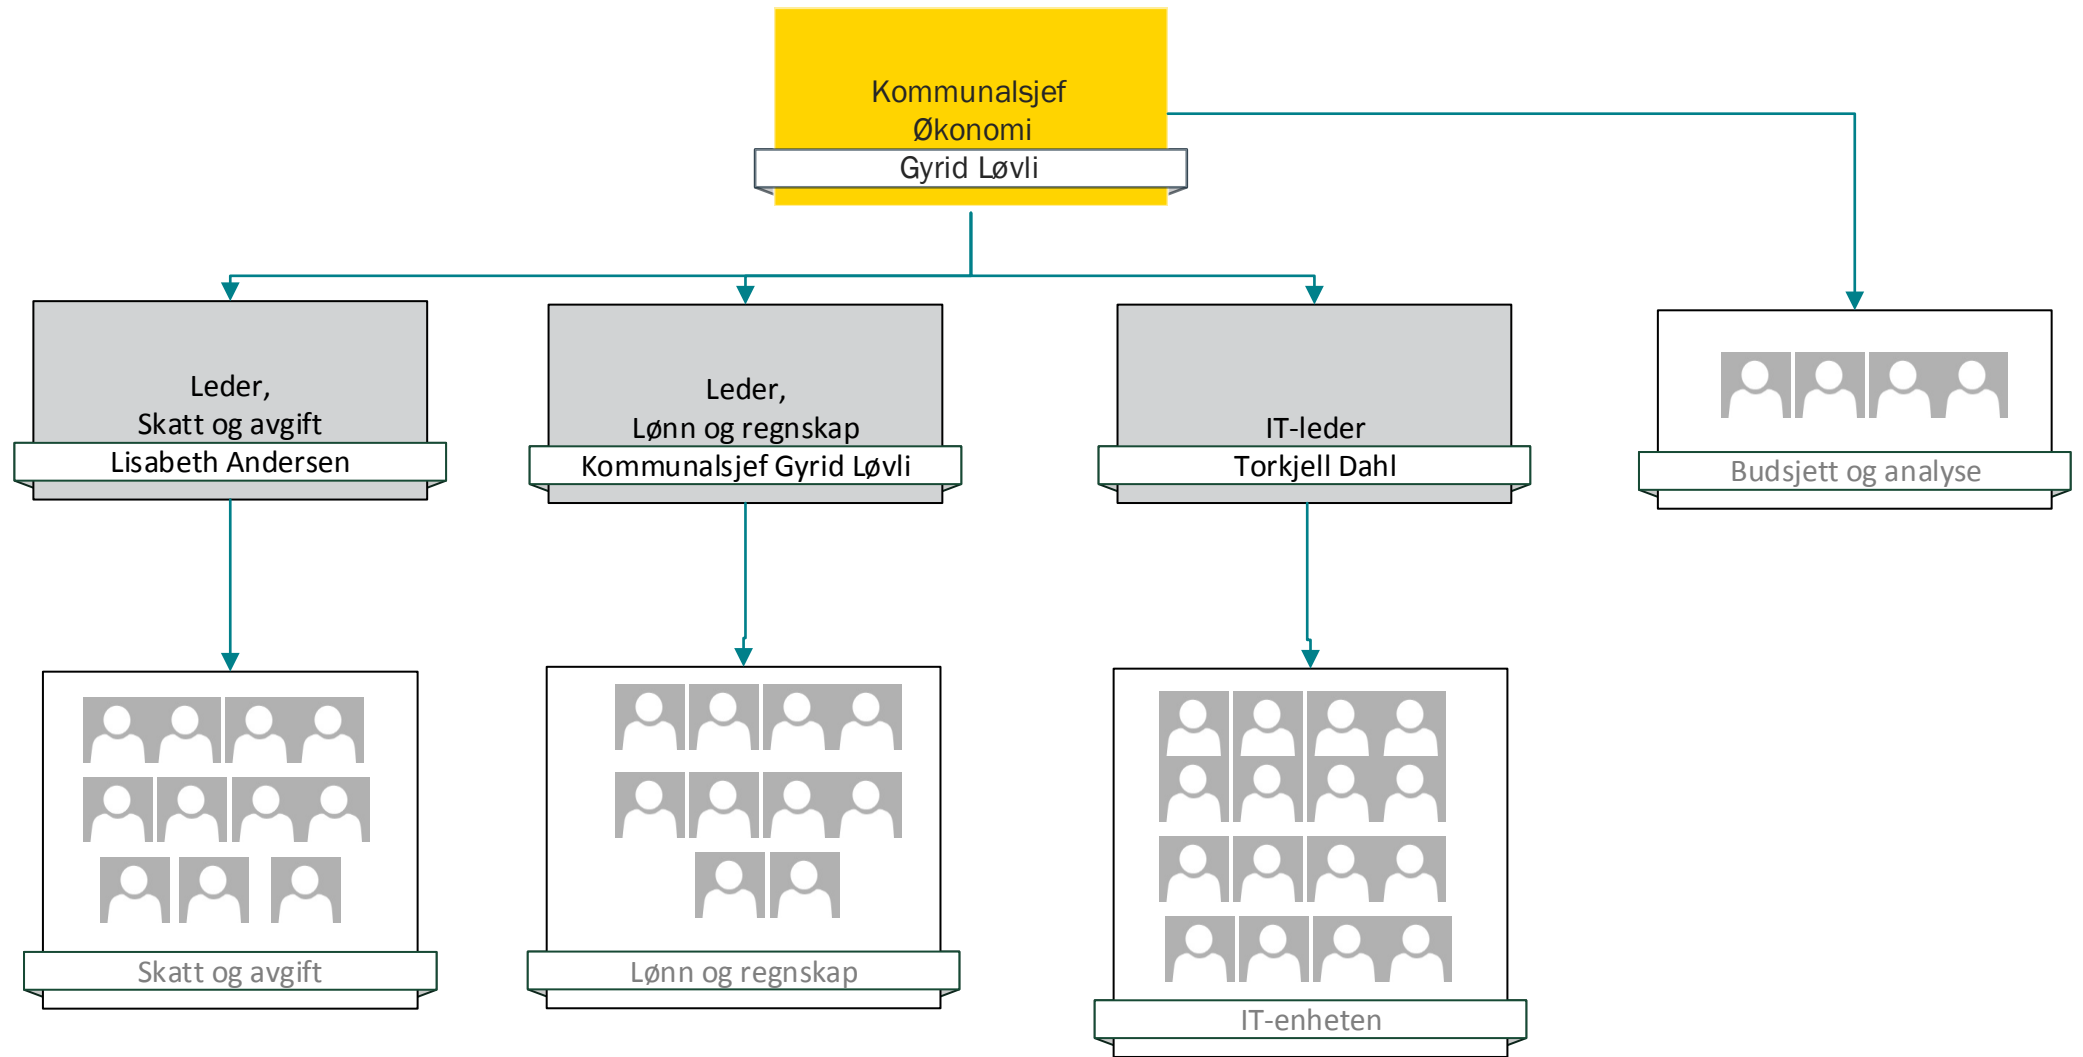 Kommunalsjef
Økonomi
Gyrid Løvli
Leder,
Skatt og avgift
Lisabeth Andersen
Leder,
Lønn og regnskap
Kommunalsjef Gyrid Løvli
IT-leder
Torkjell Dahl
Budsjett og analyse
Skatt og avgift
Lønn og regnskap
IT-enheten